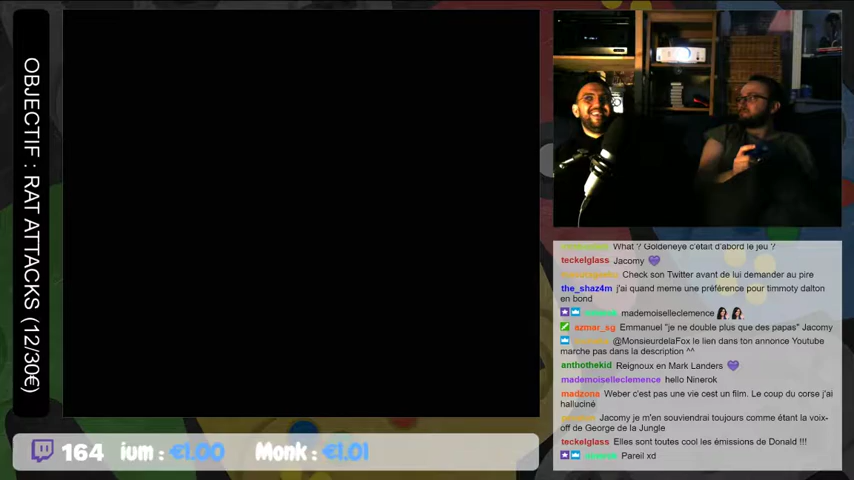 OBJECTIF : RAT ATTACKS (12/30€)
What ? Goldeneye c'etait d'abord le jeu ?
teckelglass Jacomy
Check son Twitter avant de lui demander au pire
the_shaz4m j'ai quand meme une préférence pour timmoty dalton
en bond
mademoiselleclemence
azmar_sg Emmanuel "je ne double plus que des papas" Jacomy
@MonsieurdelaFox le lien dans ton annonce Youtube
marche pas dans la description ^^
anthothekid Reignoux en Mark Landers
mademoiselleclemence hello Ninerok
madzona Weber c'est pas une vie cest un film. Le coup du corse j'ai
halluciné
Jacomy je m'en souviendrai toujours comme étant la voix-
off de George de la Jungle
teckelglass Elles sont toutes cool les émissions de Donald !!!
Pareil xd
164 ium : €1.00 Monk : €1.01